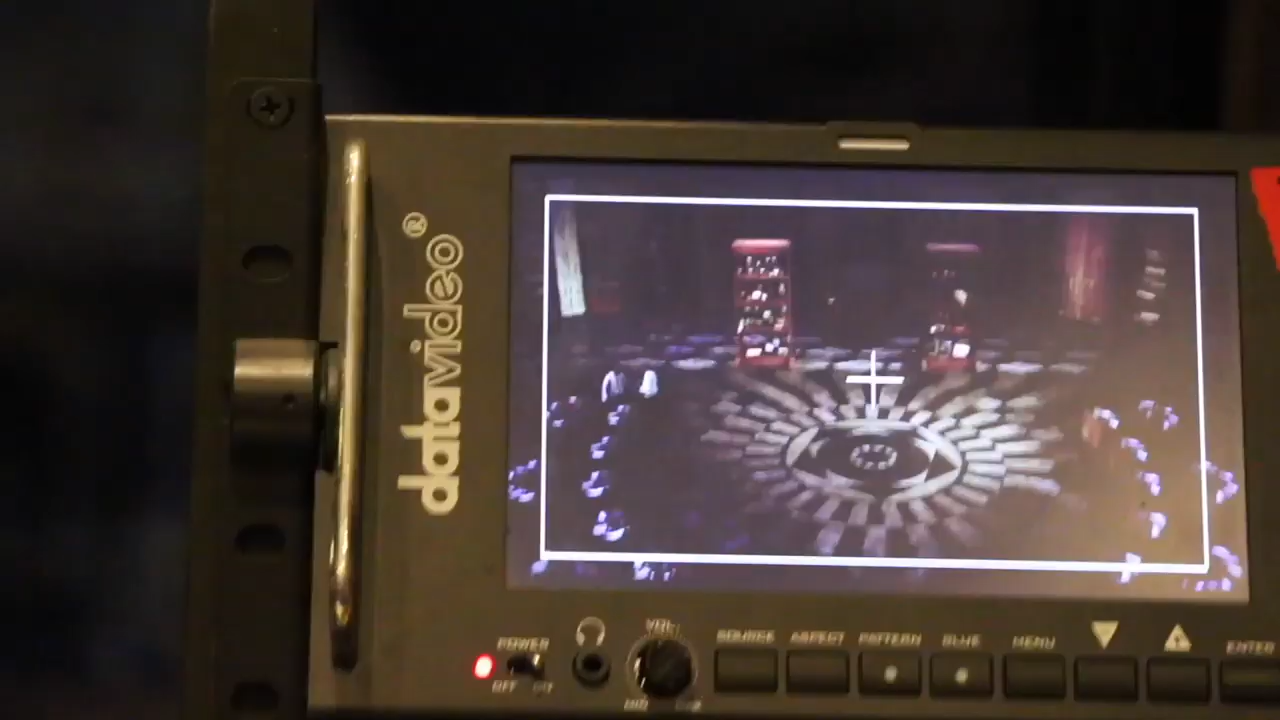 datavideo®
POWER
OFF
VOL
SOURCE
ASPECT
PATTERN
BLUE
MENU
ENTER